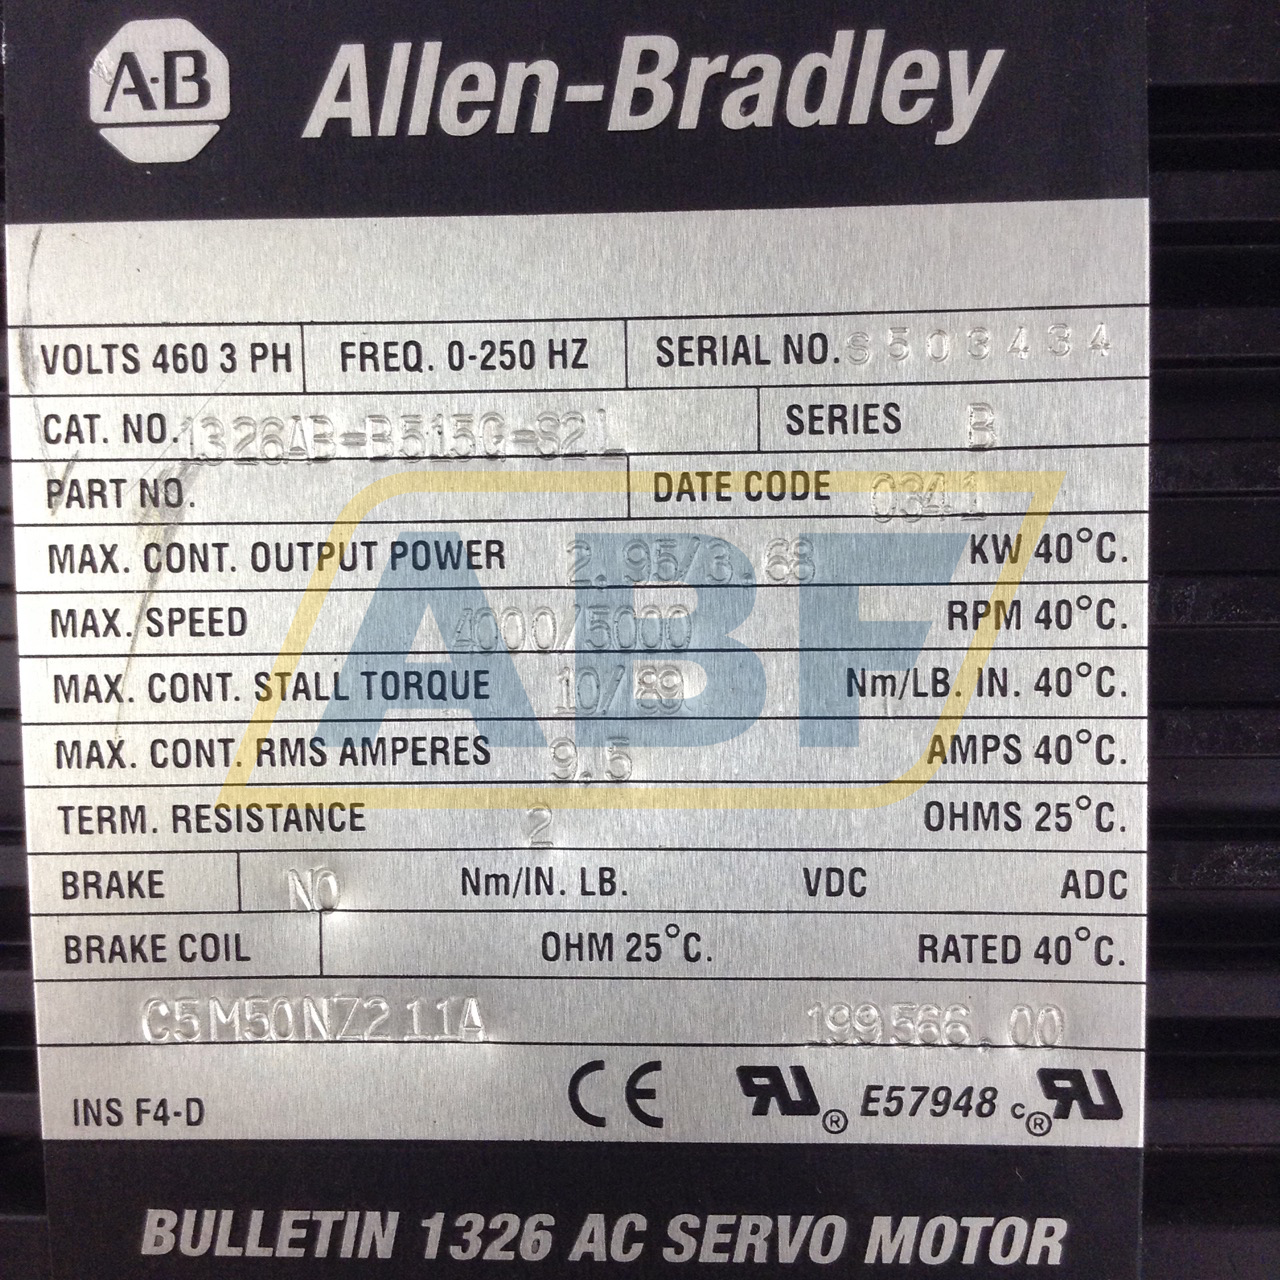 A-B Allen-Bradley
VOLTS 460 3 PH FREQ. 0-250 HZ SERIAL NO. S503434
CAT. NO. 1326AB-B515G-S2L SERIES B
PART NO. DATE CODE 0341
MAX. CONT. OUTPUT POWER 2.95/3.68 KW 40°C.
MAX. SPEED 4000/5000 RPM 40°C.
MAX. CONT. STALL TORQUE 10/89 Nm/LB. IN. 40°C.
MAX. CONT. RMS AMPERES 9.5 AMPS 40°C.
TERM. RESISTANCE 2 OHMS 25°C.
BRAKE NO Nm/IN. LB. VDC ADC
BRAKE COIL OHM 25°C. RATED 40°C.
C5M50NZ211A 199566.00
INS F4-D CE RU® E57948 c®RU
BULLETIN 1326 AC SERVO MOTOR
ABF